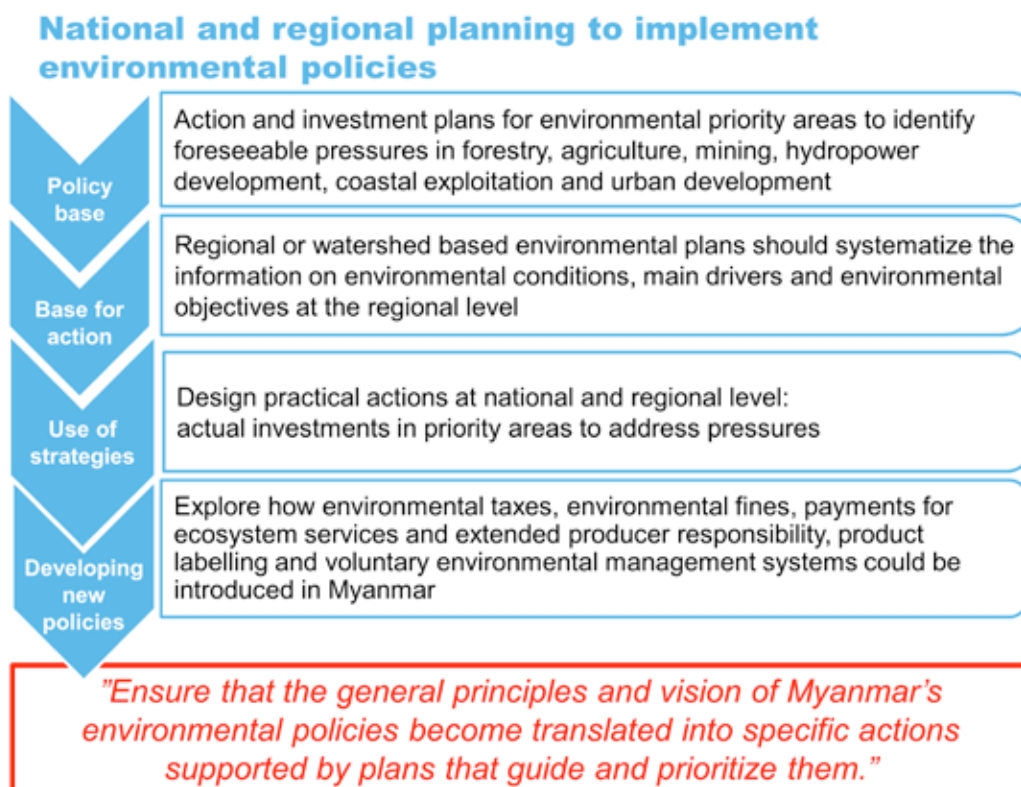 National and regional planning to implement
environmental policies
Policy
base
Action and investment plans for environmental priority areas to identify
foreseeable pressures in forestry, agriculture, mining, hydropower
development, coastal exploitation and urban development
Base for
action
Regional or watershed based environmental plans should systematize the
information on environmental conditions, main drivers and environmental
objectives at the regional level
Use of
strategies
Design practical actions at national and regional level:
actual investments in priority areas to address pressures
Developing
new
policies
Explore how environmental taxes, environmental fines, payments for
ecosystem services and extended producer responsibility, product
labelling and voluntary environmental management systems could be
introduced in Myanmar
”Ensure that the general principles and vision of Myanmar’s
environmental policies become translated into specific actions
supported by plans that guide and prioritize them.”